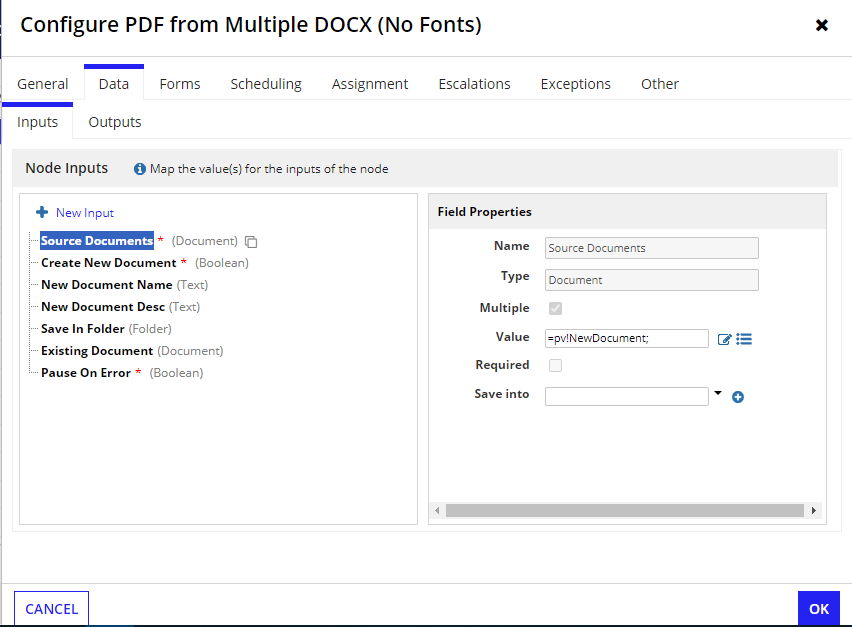 Configure PDF from Multiple DOCX (No Fonts)
General Data Forms Scheduling Assignment Escalations Exceptions Other
Inputs Outputs
Node Inputs Map the value(s) for the inputs of the node
New Input
Source Documents * (Document)
Create New Document * (Boolean)
New Document Name (Text)
New Document Desc (Text)
Save In Folder (Folder)
Existing Document (Document)
Pause On Error * (Boolean)
Field Properties
Name Source Documents
Type Document
Multiple
Value =pv!NewDocument;
Required
Save into
CANCEL OK